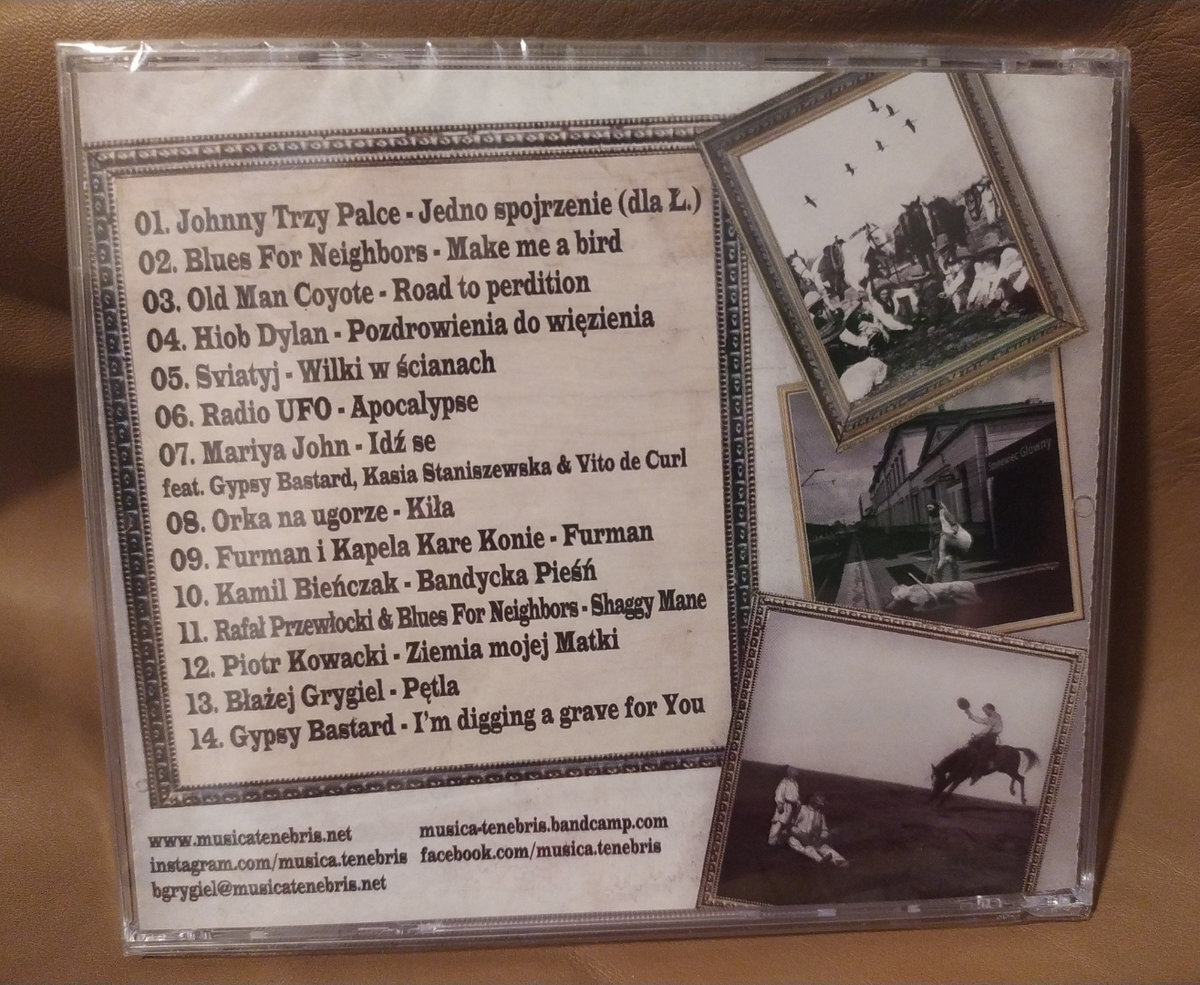 01. Johnny Trzy Palce - Jedno spojrzenie (dla Ł.)
02. Blues For Neighbors - Make me a bird
03. Old Man Coyote - Road to perdition
04. Hiob Dylan - Pozdrowienia do więzienia
05. Sviatyj - Wilki w ścianach
06. Radio UFO - Apocalypse
07. Mariya John - Idź se
feat. Gypsy Bastard, Kasia Staniszewska & Vito de Curl
08. Orka na ugorze - Kiła
09. Furman i Kapela Kare Konie - Furman
10. Kamil Bieńczak - Bandycka Pieśń
11. Rafał Przewłocki & Blues For Neighbors - Shaggy Mane
12. Piotr Kowacki - Ziemia mojej Matki
13. Błażej Grygiel - Pętla
14. Gypsy Bastard - I'm digging a grave for You
www.musicatenebris.net
instagram.com/musica.tenebris
bgrygiel@musicatenebris.net
musica-tenebris.bandcamp.com
facebook.com/musica.tenebris
Główny